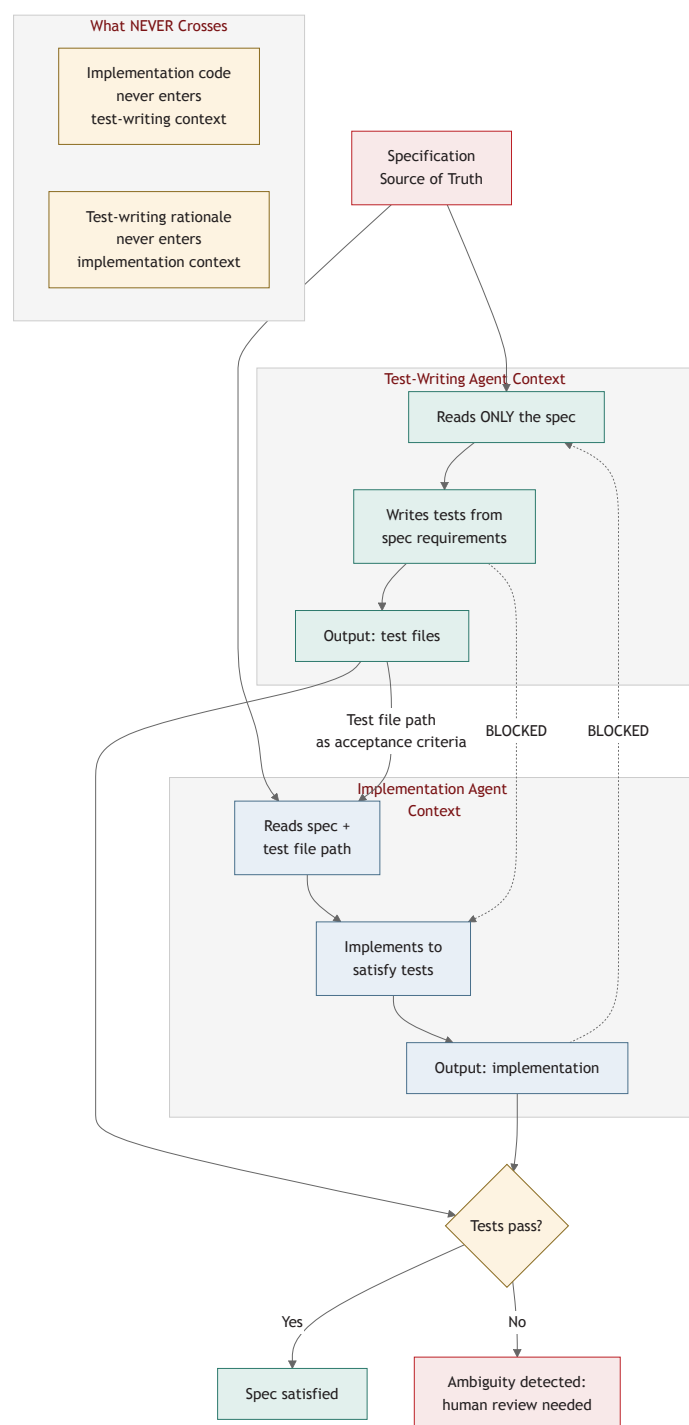 What NEVER Crosses
Implementation code
never enters
test-writing context
Test-writing rationale
never enters
implementation context
Specification
Source of Truth
Test-Writing Agent Context
Reads ONLY the spec
Writes tests from
spec requirements
Output: test files
Test file path
as acceptance criteria
BLOCKED
BLOCKED
Implementation Agent
Context
Reads spec +
test file path
Implements to
satisfy tests
Output: implementation
Tests pass?
Yes
No
Spec satisfied
Ambiguity detected:
human review needed